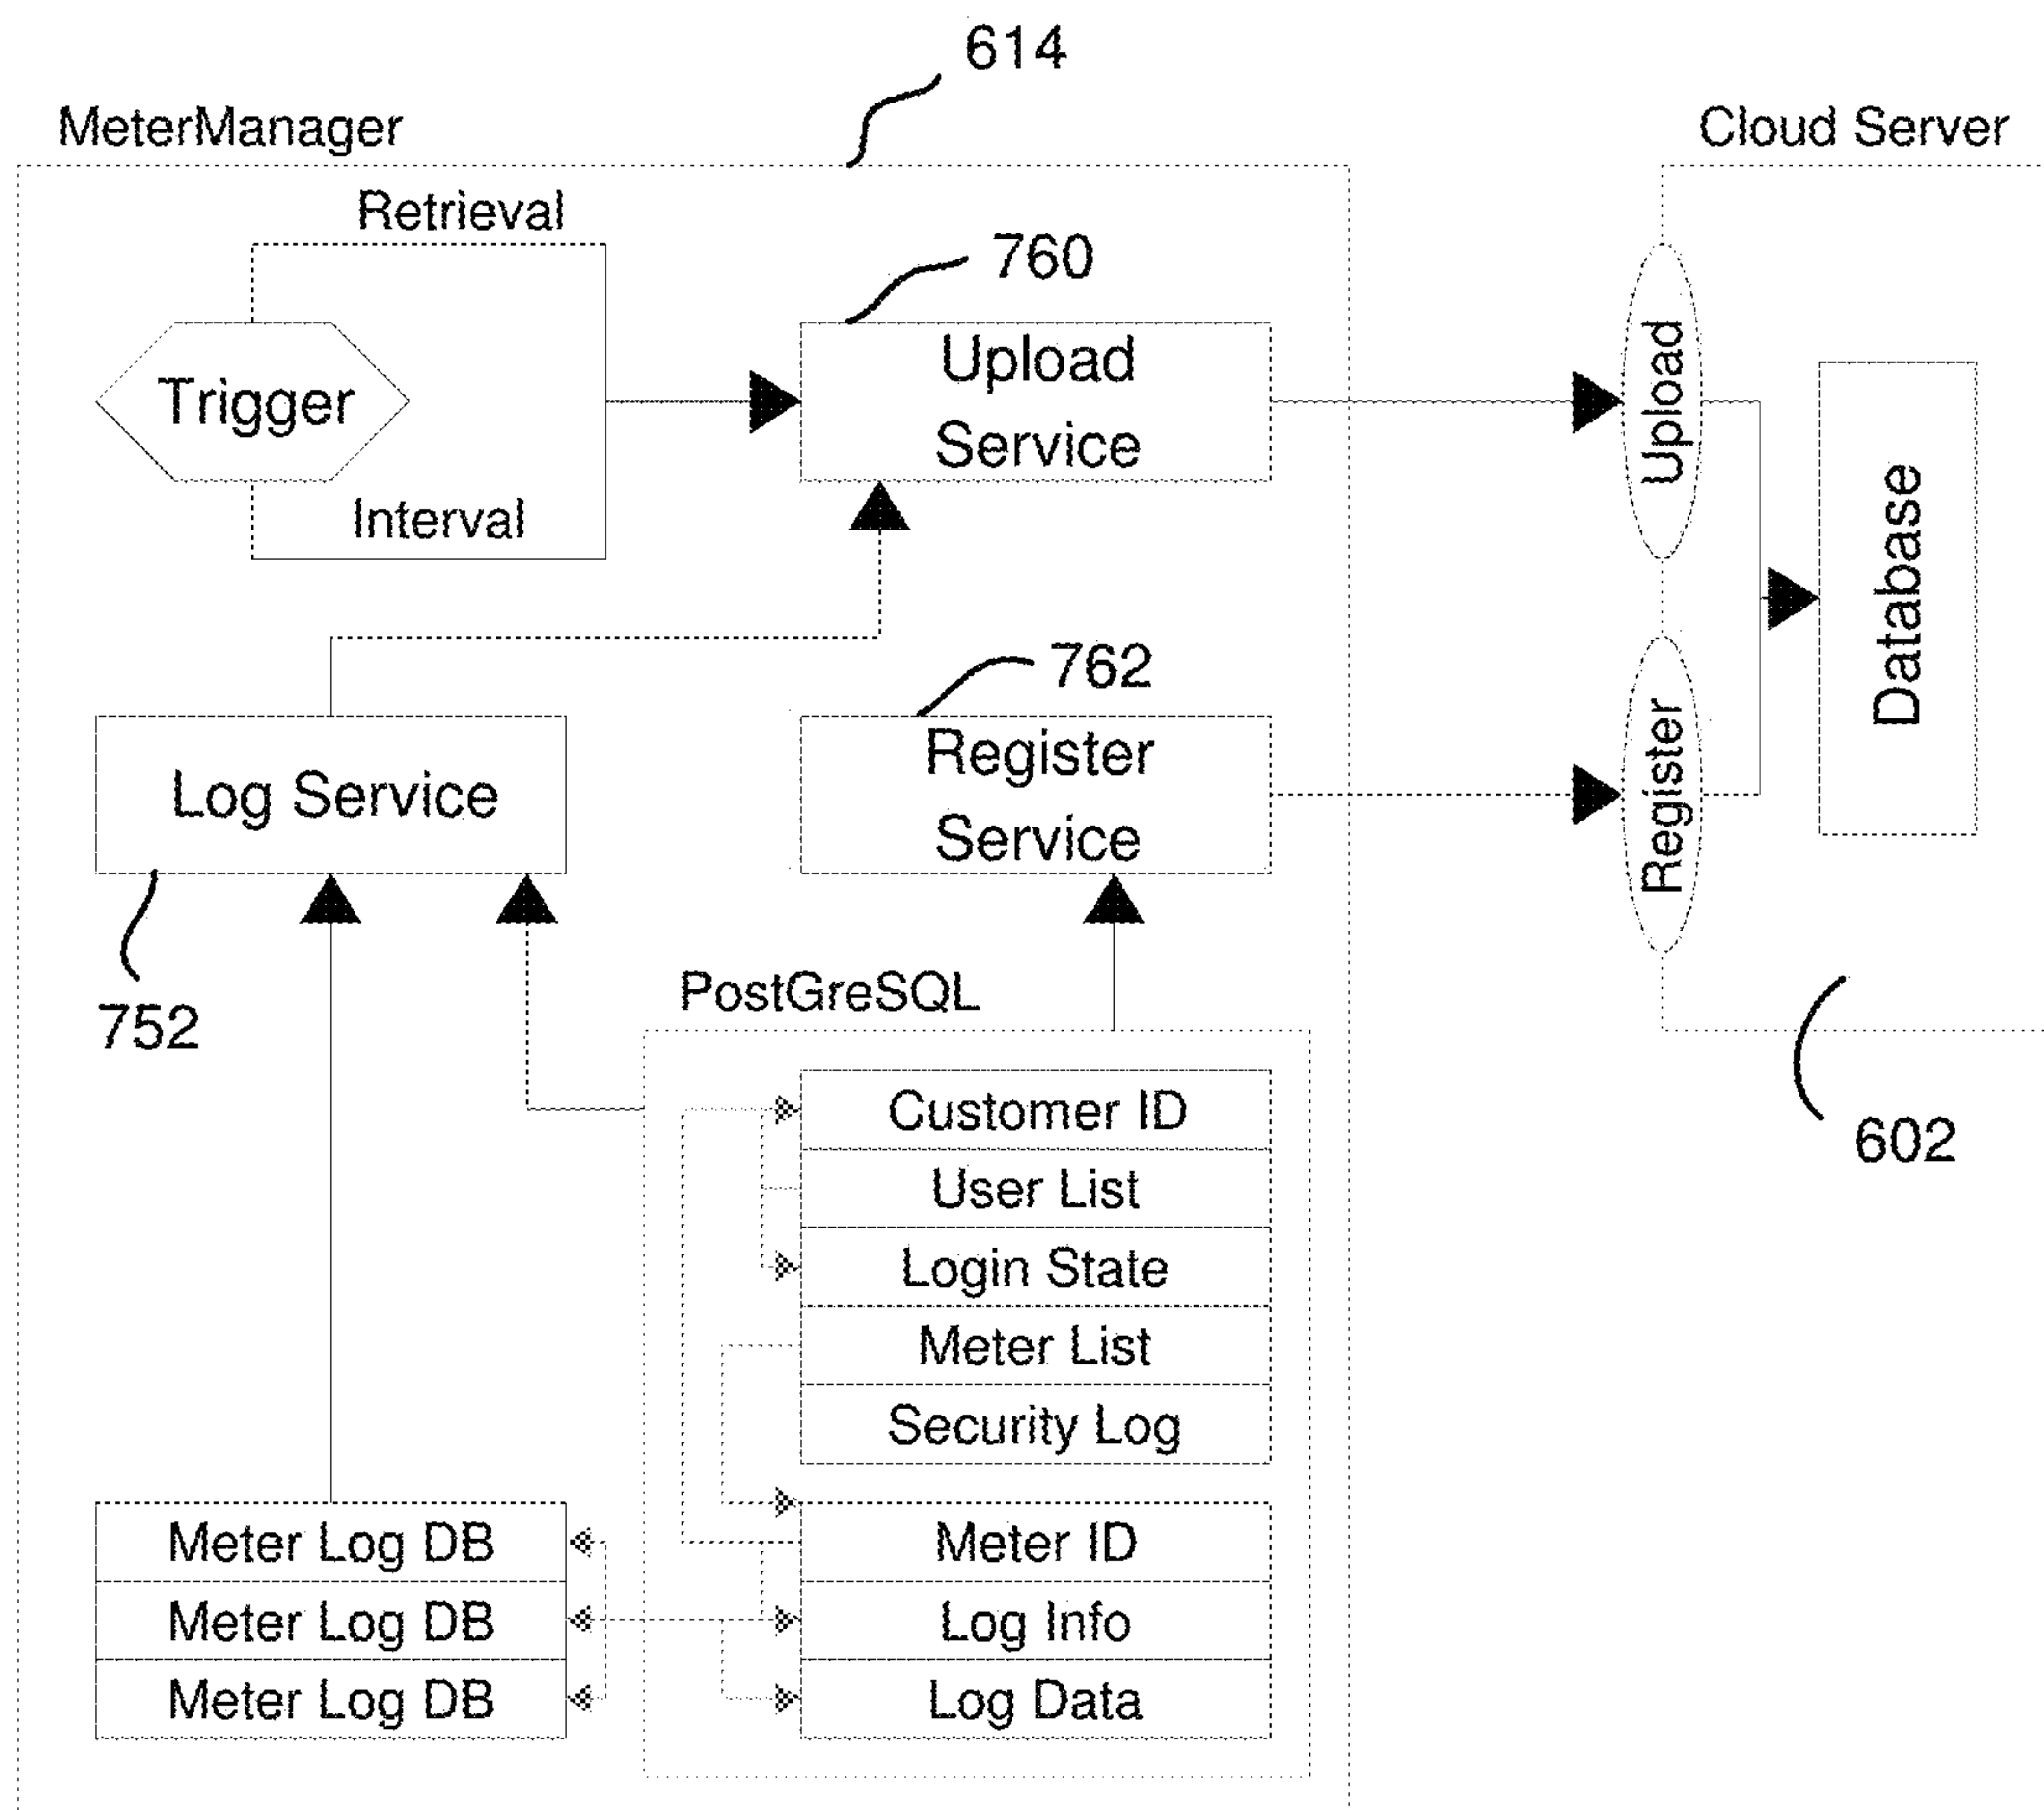 614
MeterManager
Cloud Server
Retrieval
760
Trigger
Upload
Service
Upload
Interval
Database
762
Log Service
Register
Service
Register
752
PostGreSQL
602
Customer ID
User List
Login State
Meter List
Security Log
Meter Log DB
Meter Log DB
Meter Log DB
Meter ID
Log Info
Log Data